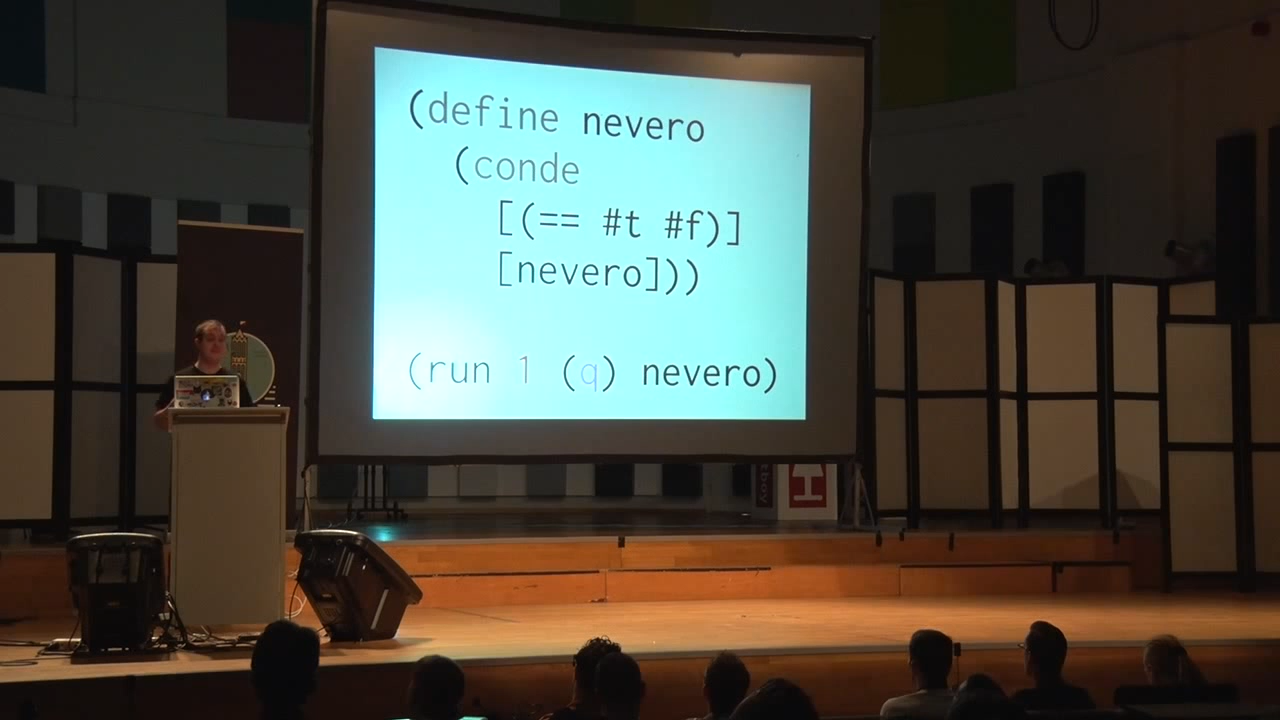 (define nevero
(conde
[(== #t #f)]
[nevero]))
(run 1 (q) nevero)